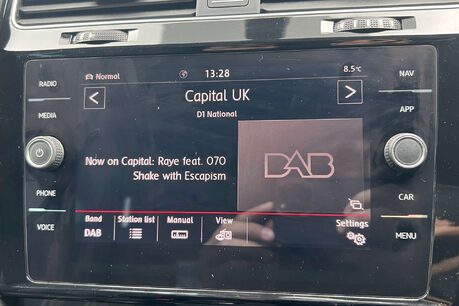 RADIO
MEDIA
PHONE
VOICE
Normal
13:28
8.5°C
Capital UK
D1 National
Now on Capital: Raye feat. 070
Shake with Escapism
DAB
Band
DAB
Station list
Manual
View
Settings
NAV
APP
CAR
MENU